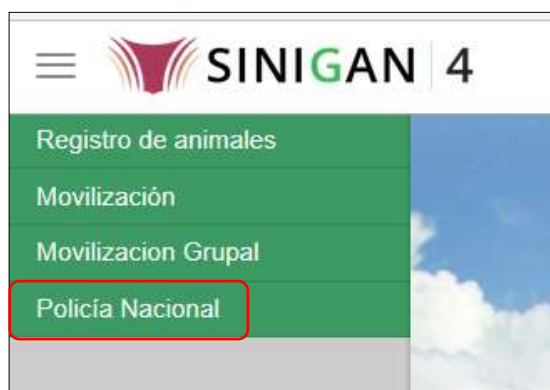 SINIGAN 4
Registro de animales
Movilización
Movilizacion Grupal
Policía Nacional